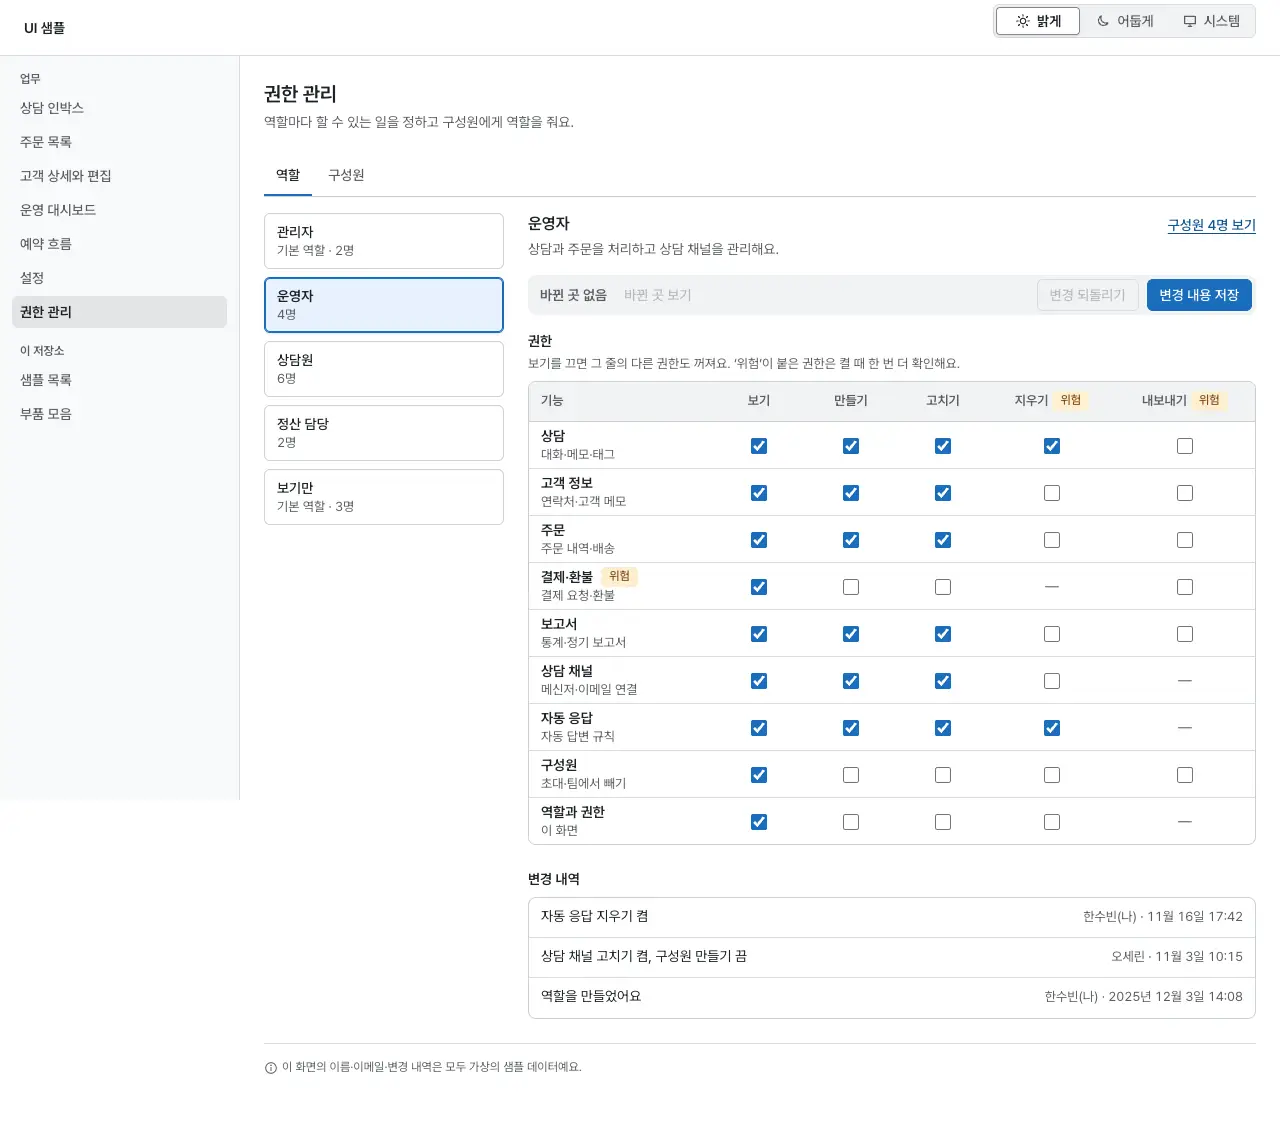 UI 샘플
밝게
어둡게
시스템
업무
상담 인박스
주문 목록
고객 상세와 편집
운영 대시보드
예약 흐름
설정
권한 관리
이 저장소
샘플 목록
부품 모음
권한 관리
역할마다 할 수 있는 일을 정하고 구성원에게 역할을 줘요.
역할
구성원
관리자
기본 역할 · 2명
운영자
4명
상담원
6명
정산 담당
2명
보기만
기본 역할 · 3명
운영자
구성원 4명 보기
상담과 주문을 처리하고 상담 채널을 관리해요.
바뀐 곳 없음 바뀐 곳 보기 변경 되돌리기 변경 내용 저장
권한
보기를 끄면 그 줄의 다른 권한도 꺼져요. ‘위험’이 붙은 권한은 켤 때 한 번 더 확인해요.
기능 보기 만들기 고치기 지우기 위험 내보내기 위험
상담
대화·메모·태그
고객 정보
연락처·고객 메모
주문
주문 내역·배송
결제·환불 위험
결제 요청·환불
—
보고서
통계·정기 보고서
상담 채널
메신저·이메일 연결
—
자동 응답
자동 답변 규칙
—
구성원
초대·팀에서 빼기
역할과 권한
이 화면
—
변경 내역
자동 응답 지우기 켬 한수빈(나) · 11월 16일 17:42
상담 채널 고치기 켬, 구성원 만들기 끔 오세린 · 11월 3일 10:15
역할을 만들었어요 한수빈(나) · 2025년 12월 3일 14:08
이 화면의 이름·이메일·변경 내역은 모두 가상의 샘플 데이터예요.